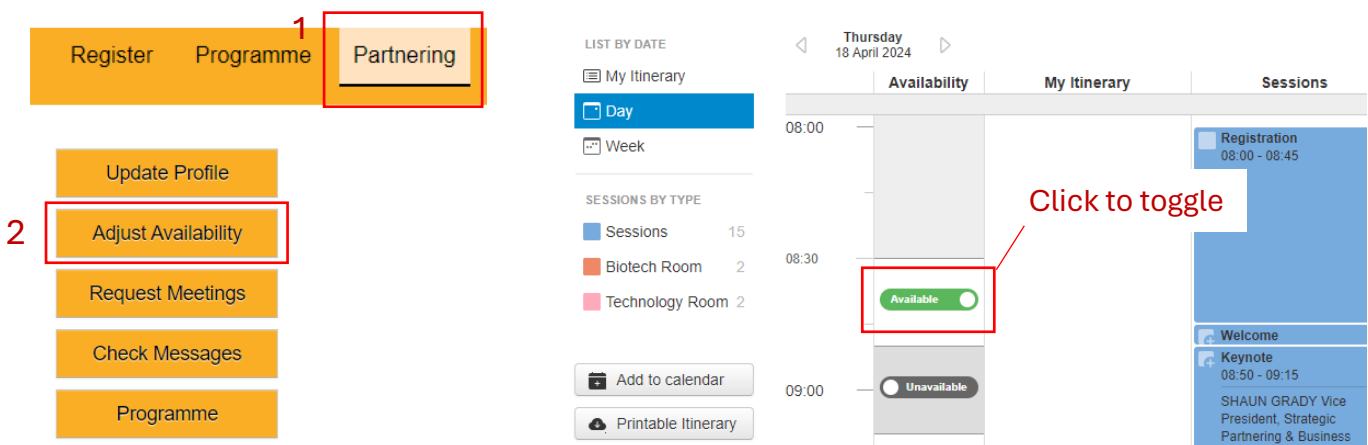 1
Register Programme Partnering
Update Profile
2
Adjust Availability
Request Meetings
Check Messages
Programme
LIST BY DATE
My Itinerary
Day
Week
SESSIONS BY TYPE
Sessions 15
Biotech Room 2
Technology Room 2
Add to calendar
Printable Itinerary
Thursday
18 April 2024
Availability My Itinerary Sessions
08:00
08:30
09:00
Available
Unavailable
Click to toggle
Registration
08:00 - 08:45
Welcome
Keynote
08:50 - 09:15
SHAUN GRADY Vice
President, Strategic
Partnering & Business